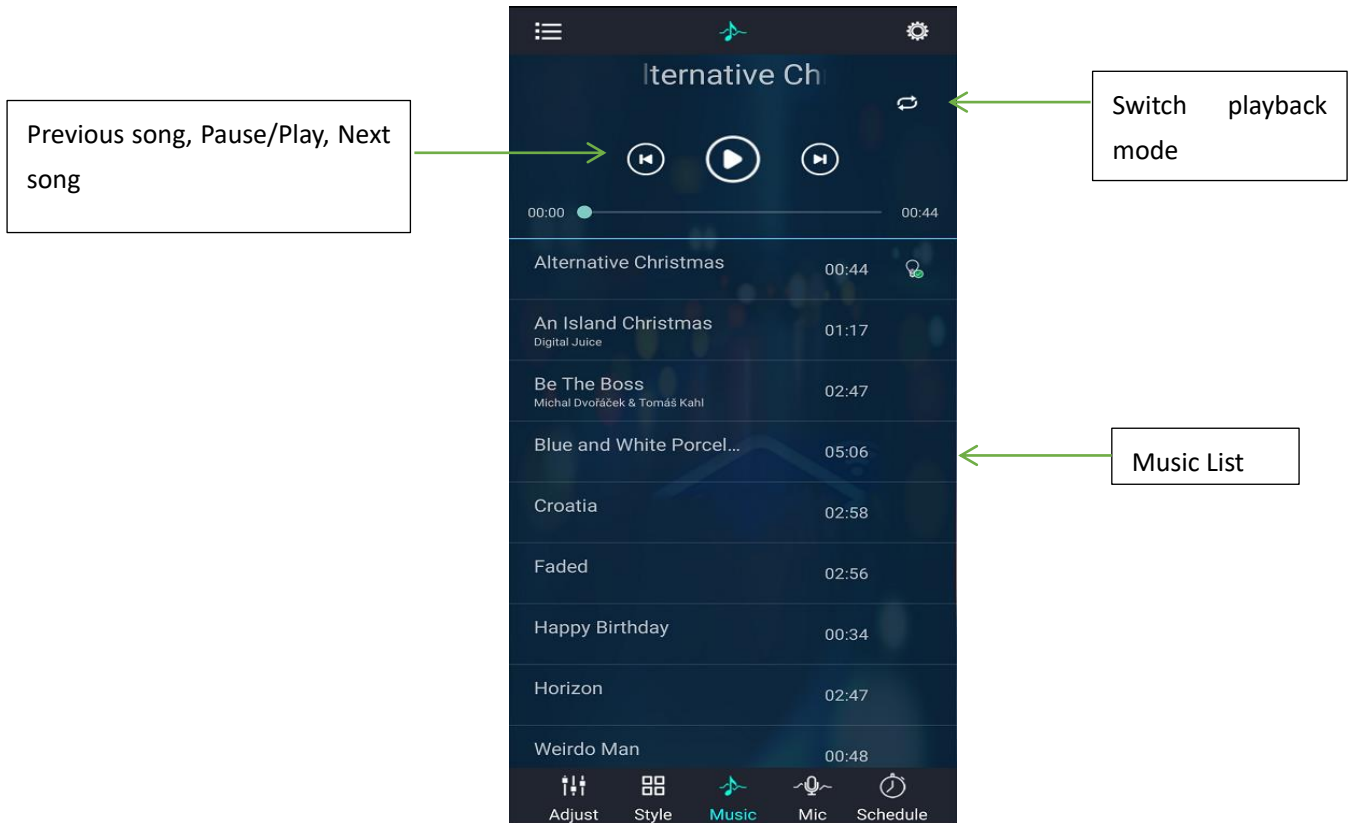 lternative Ch
Previous song, Pause/Play, Next
song
Switch playback
mode
00:00 00:44
Alternative Christmas 00:44
An Island Christmas 01:17
Digital Juice
Be The Boss 02:47
Michal Dvořáček & Tomáš Kahl
Blue and White Porcel... 05:06
Music List
Croatia 02:58
Faded 02:56
Happy Birthday 00:34
Horizon 02:47
Weirdo Man 00:48
Adjust Style Music Mic Schedule